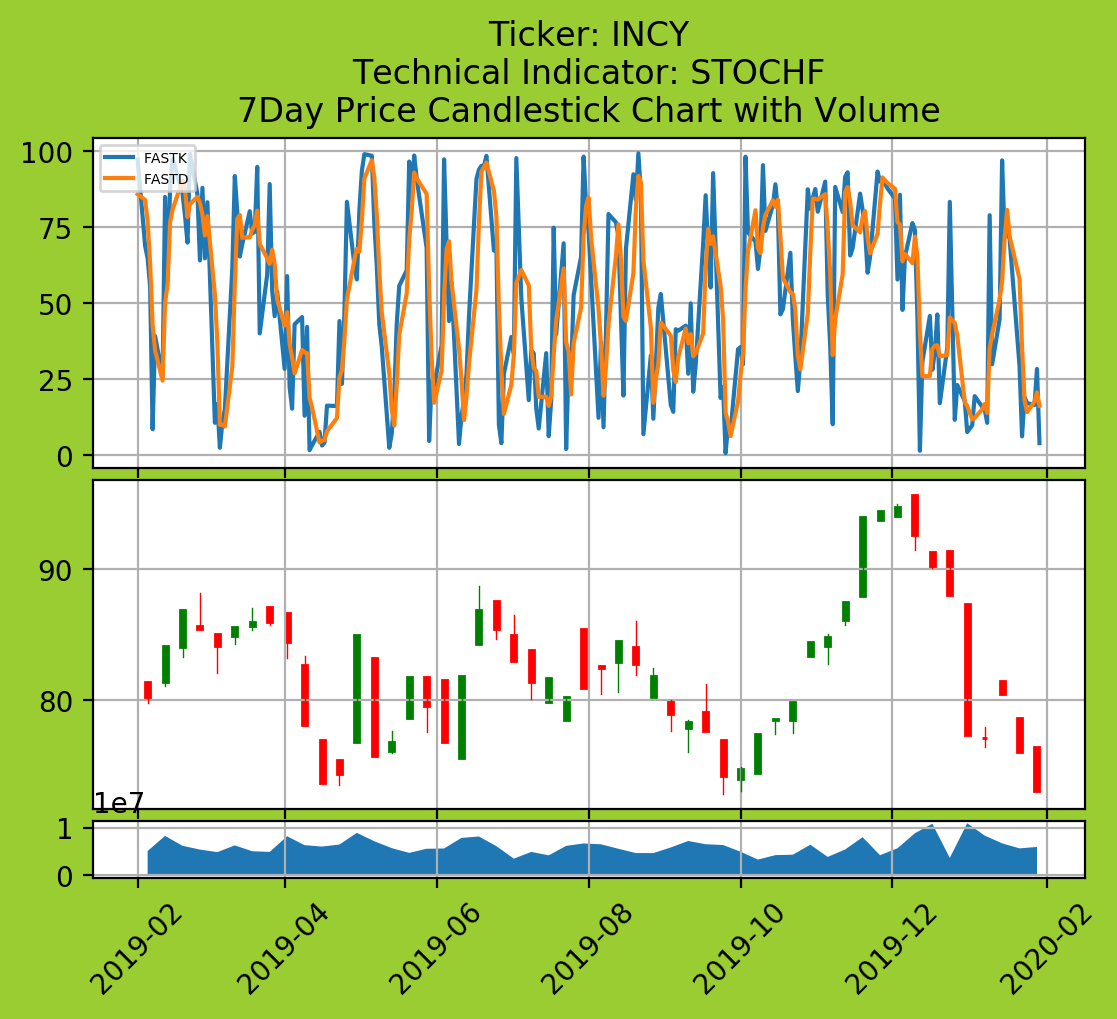 Ticker: INCY
Technical Indicator: STOCHF
7Day Price Candlestick Chart with Volume
100
75
50
25
0
FASTK
FASTD
90
80
1e7
1
0
2019-02
2019-04
2019-06
2019-08
2019-10
2019-12
2020-02